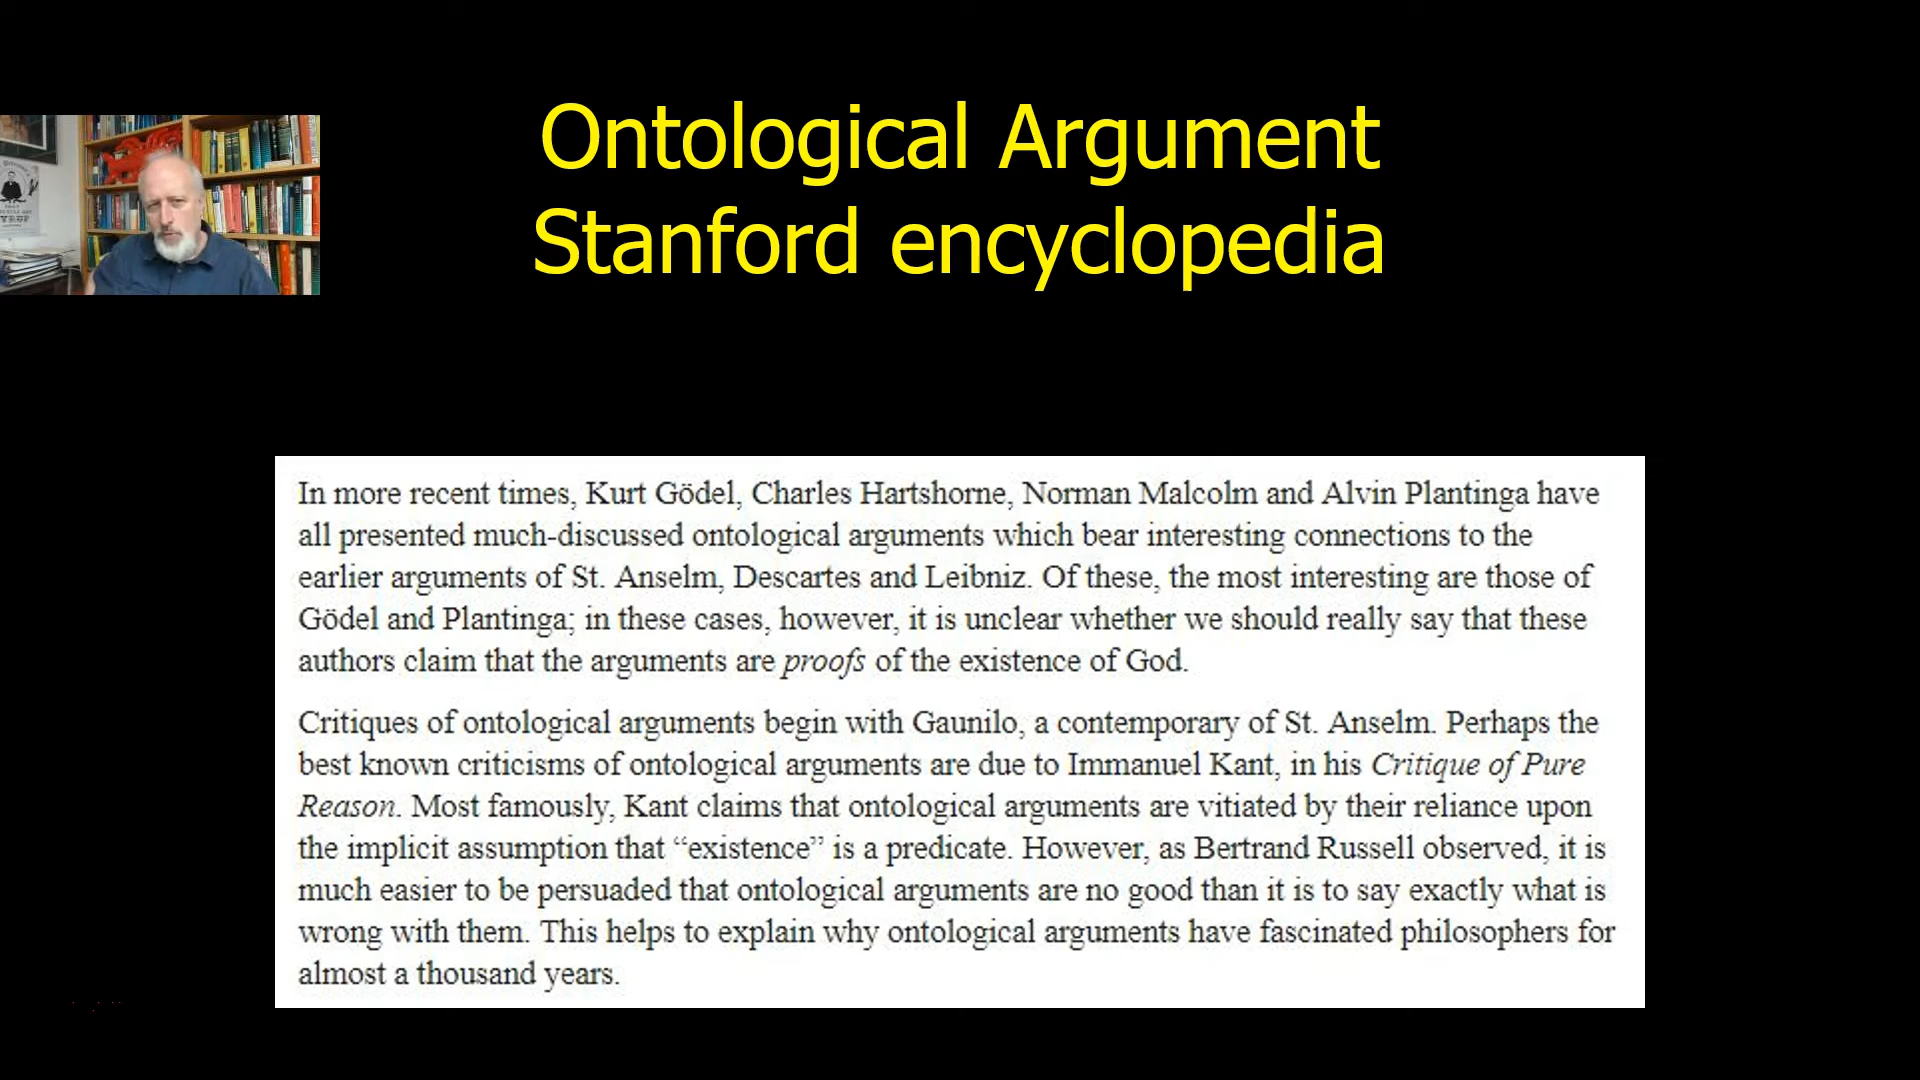 Ontological Argument
Stanford encyclopedia
In more recent times, Kurt Gödel, Charles Hartshorne, Norman Malcolm and Alvin Plantinga have
all presented much-discussed ontological arguments which bear interesting connections to the
earlier arguments of St. Anselm, Descartes and Leibniz. Of these, the most interesting are those of
Gödel and Plantinga; in these cases, however, it is unclear whether we should really say that these
authors claim that the arguments are proofs of the existence of God.
Critiques of ontological arguments begin with Gaunilo, a contemporary of St. Anselm. Perhaps the
best known criticisms of ontological arguments are due to Immanuel Kant, in his Critique of Pure
Reason. Most famously, Kant claims that ontological arguments are vitiated by their reliance upon
the implicit assumption that “existence” is a predicate. However, as Bertrand Russell observed, it is
much easier to be persuaded that ontological arguments are no good than it is to say exactly what is
wrong with them. This helps to explain why ontological arguments have fascinated philosophers for
almost a thousand years.